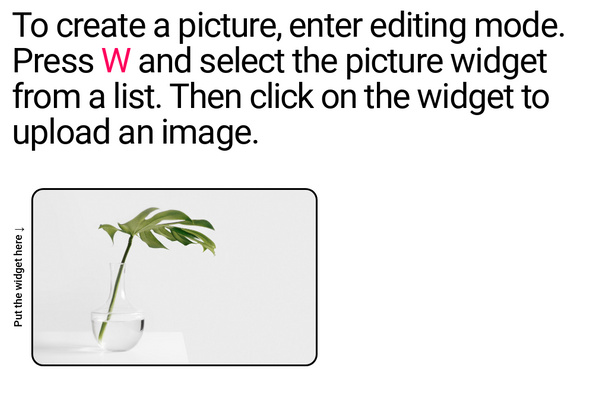 To create a picture, enter editing mode.
Press W and select the picture widget
from a list. Then click on the widget to
upload an image.
Put the widget here ↓